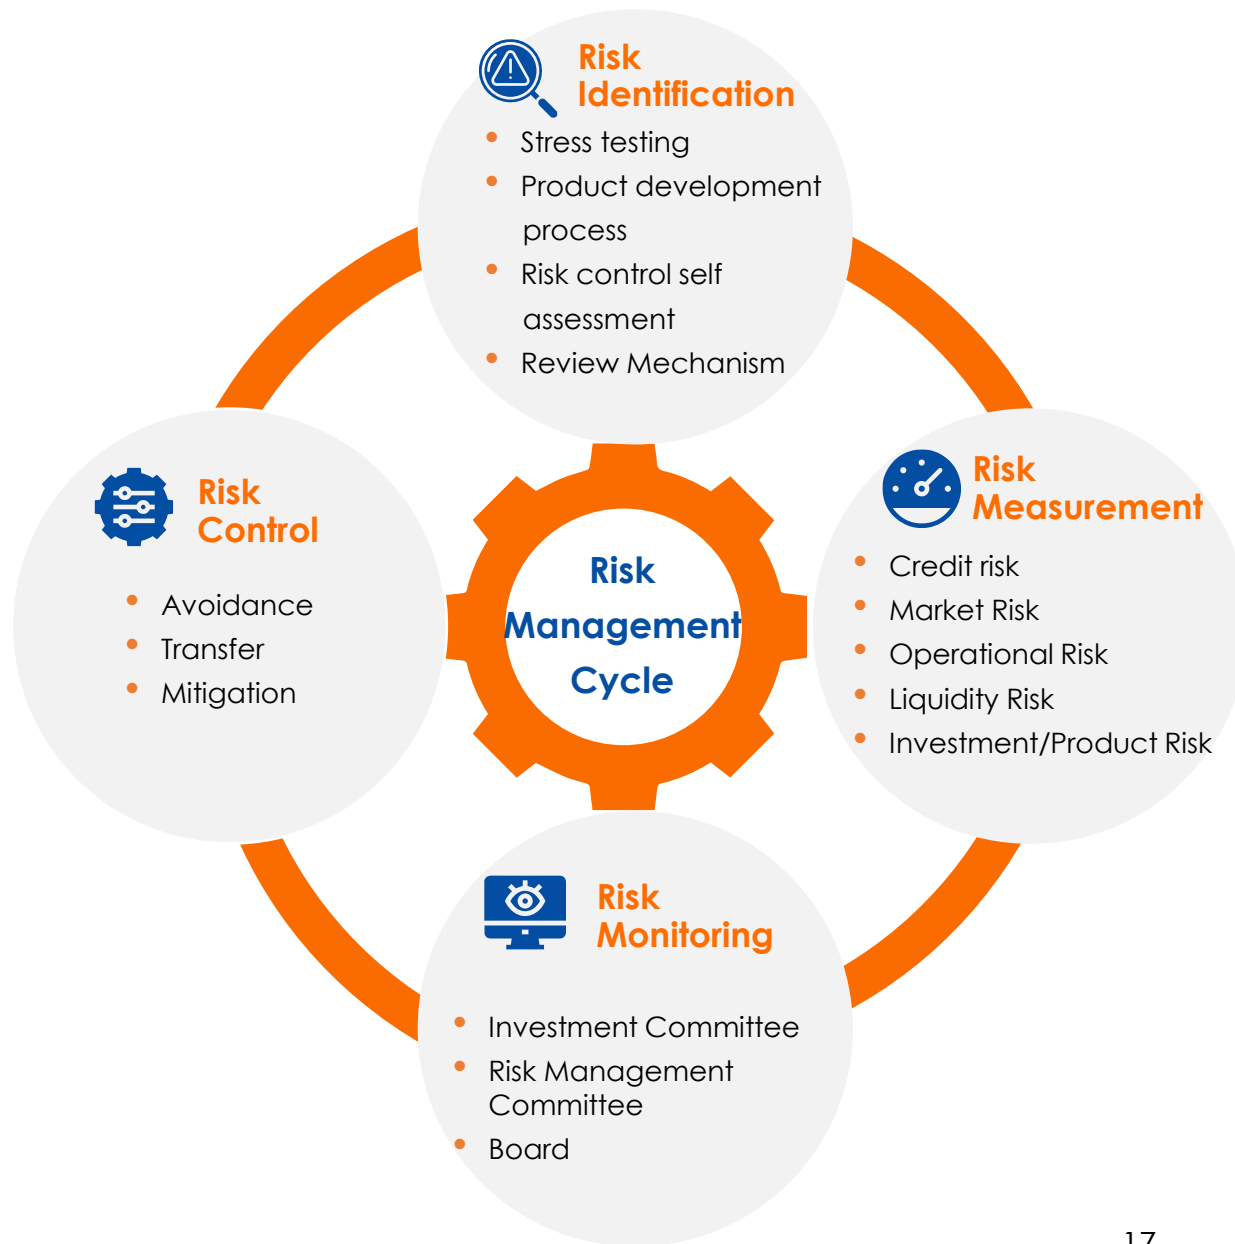 Risk
Identification
• Stress testing
• Product development
process
• Risk control self
assessment
• Review Mechanism
Risk
Control
• Avoidance
• Transfer
• Mitigation
Risk
Management
Cycle
Risk
Measurement
• Credit risk
• Market Risk
• Operational Risk
• Liquidity Risk
• Investment/Product Risk
Risk
Monitoring
• Investment Committee
• Risk Management
Committee
• Board
17